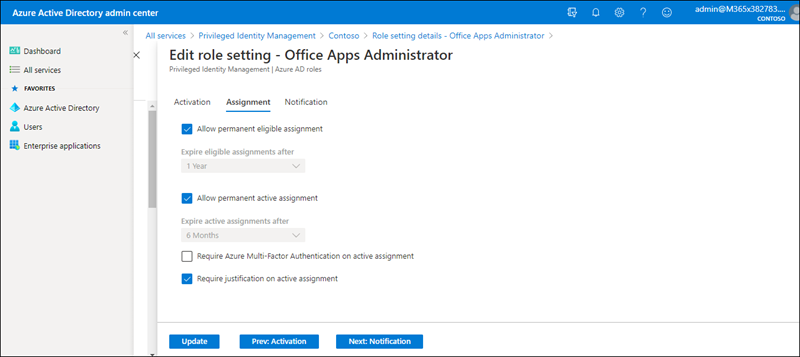 Azure Active Directory admin center
admin@M365x382783....
CONTOSO
Dashboard
All services
FAVORITES
Azure Active Directory
Users
Enterprise applications
All services > Privileged Identity Management > Contoso > Role setting details - Office Apps Administrator >
Edit role setting - Office Apps Administrator
Privileged Identity Management | Azure AD roles
Activation Assignment Notification
Allow permanent eligible assignment
Expire eligible assignments after
1 Year
Allow permanent active assignment
Expire active assignments after
6 Months
Require Azure Multi-Factor Authentication on active assignment
Require justification on active assignment
Update Prev: Activation Next: Notification